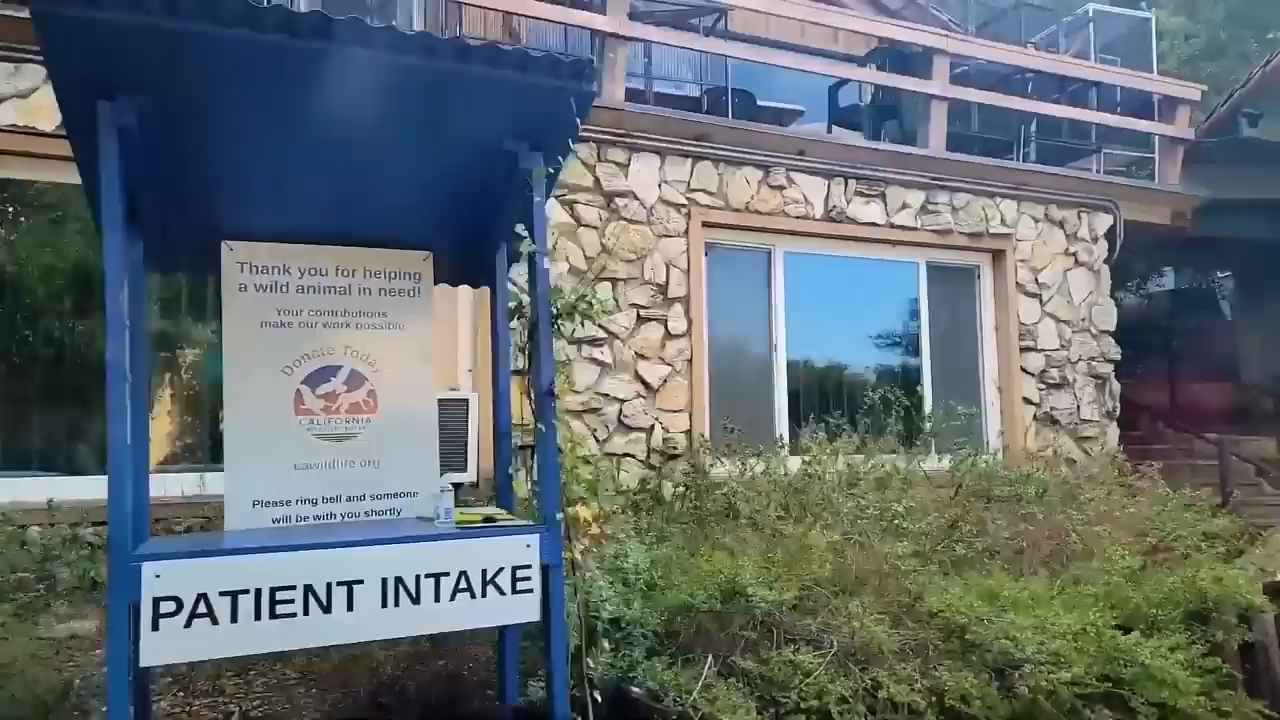 Thank you for helping
a wild animal in need!
Your contributions
make our work possible
Donate Today
CALIFORNIA
cawildlife.org
Please ring bell and someone
will be with you shortly
PATIENT INTAKE